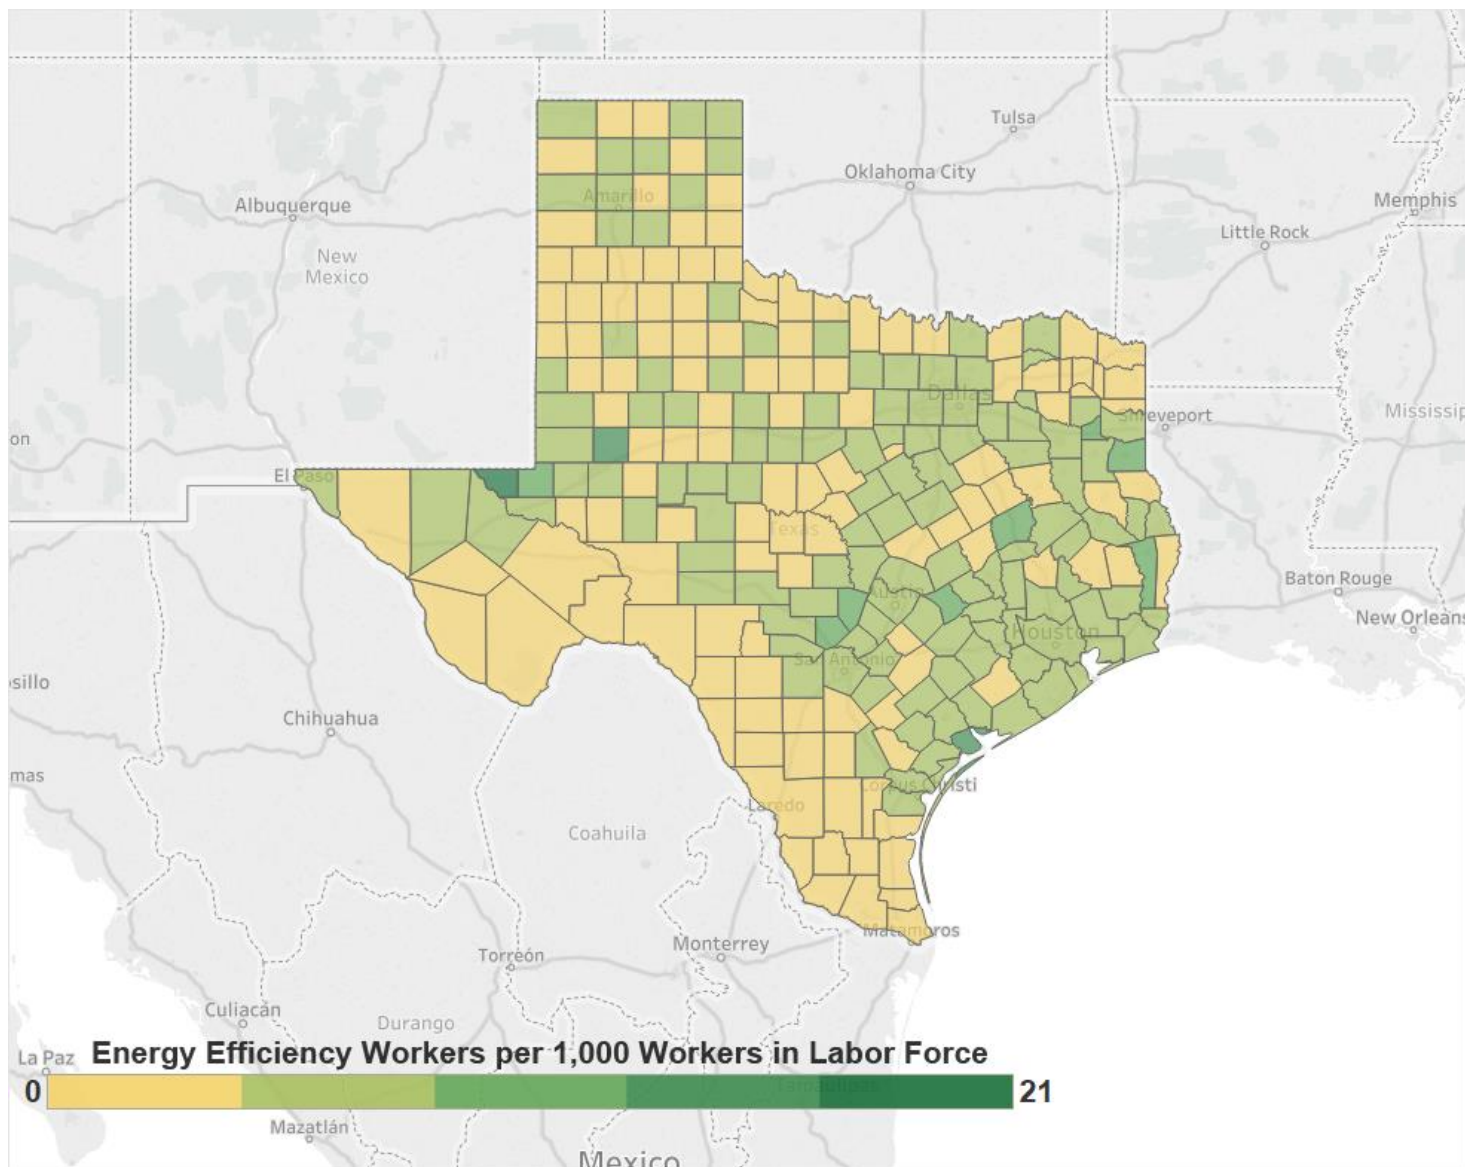 Tulsa
Oklahoma City
Memphis
Amarillo
Albuquerque
Little Rock
New
Mexico
Dallas
Mississip
Shreveport
on
El Paso
Texas
Baton Rouge
Austin
New Orleans
Houston
San Antonio
sillo
Chihuahua
mas
Corpus Christi
Laredo
Coahuila
Matamoros
Monterrey
Torreón
Culiacán
Durango
La Paz
Energy Efficiency Workers per 1,000 Workers in Labor Force
0
Tamaulipas
21
Mazatlán
Mexico